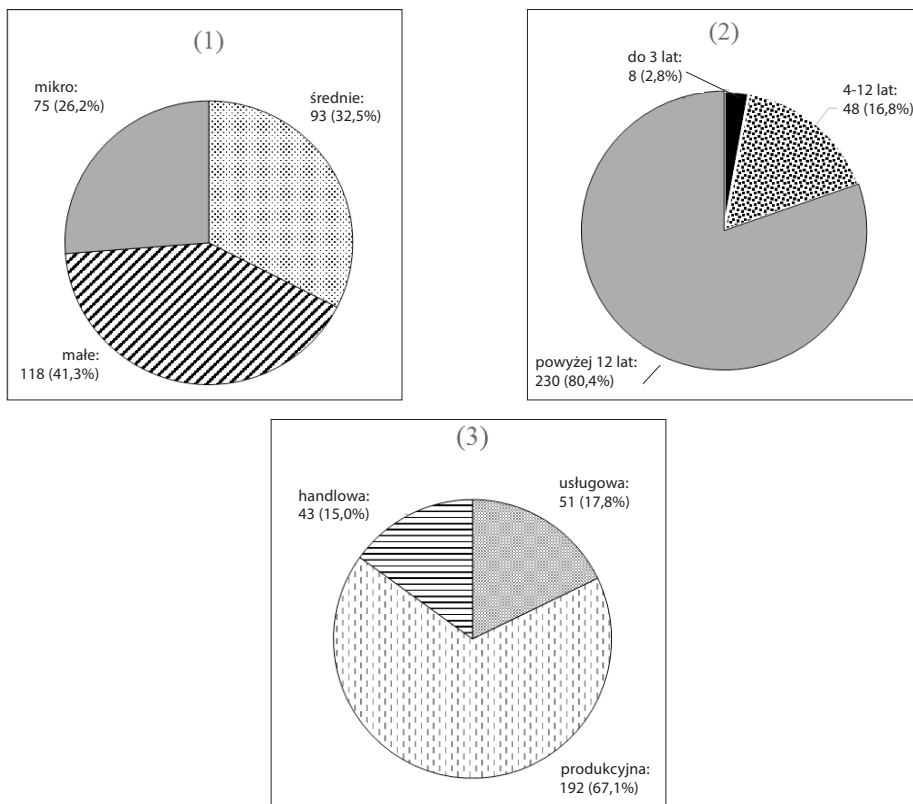 (1)
mikro:
75 (26,2%)
średnie:
93 (32,5%)
małe:
118 (41,3%)
(2)
do 3 lat:
8 (2,8%)
4-12 lat:
48 (16,8%)
powyżej 12 lat:
230 (80,4%)
(3)
handlowa:
43 (15,0%)
usługowa:
51 (17,8%)
produkcyjna:
192 (67,1%)